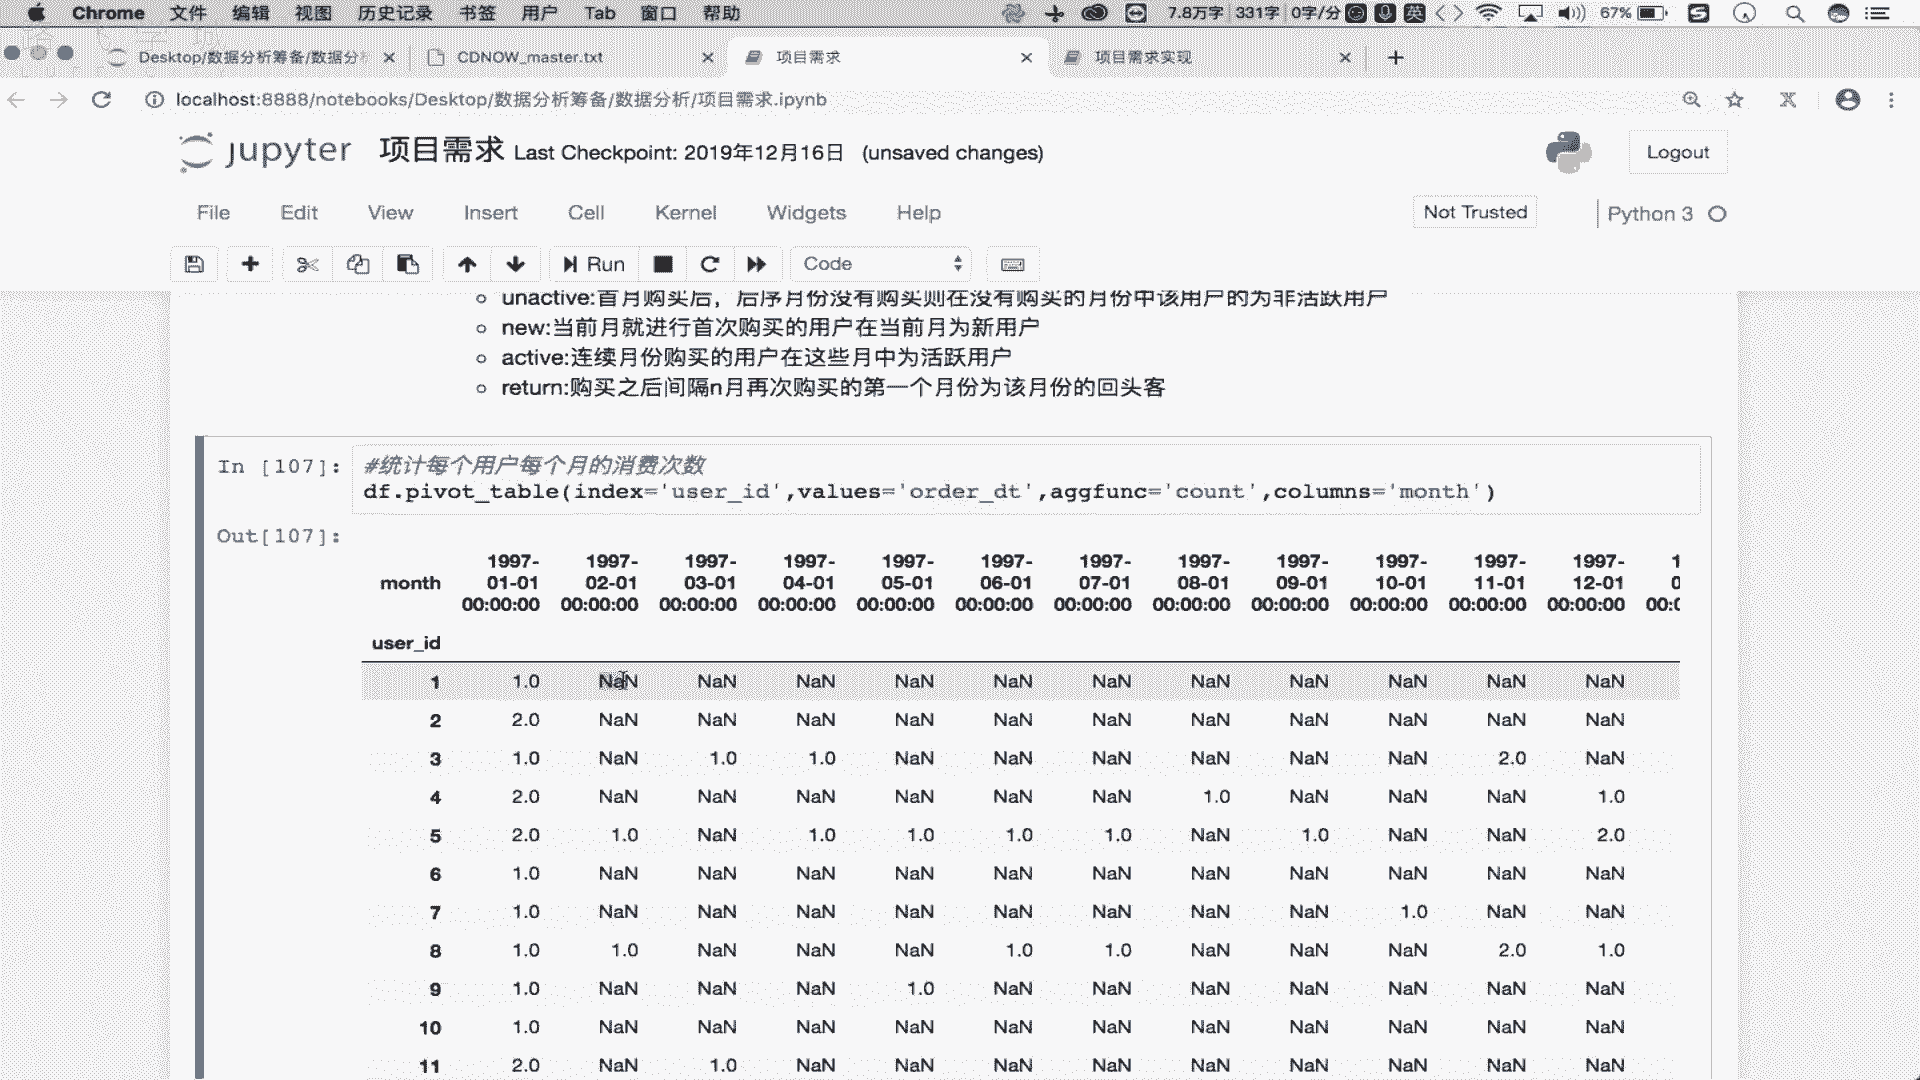 Chrome 文件 编辑 视图 历史记录 书签 用户 Tab 窗口 帮助 7.8万字 331字 0字/分 英 67%
Desktop/数据分析筹备/数据分 CDNOW_master.txt 项目需求 项目需求实现
localhost:8888/notebooks/Desktop/数据分析筹备/数据分析/项目需求.ipynb
jupyter 项目需求 Last Checkpoint: 2019年12月16日 (unsaved changes) Logout
File Edit View Insert Cell Kernel Widgets Help Not Trusted Python 3
Run Code
unactive:首月购买后，后序月份没有购买则在没有购买的月份中该用户的为非活跃用户
new:当前月就进行首次购买的用户在当前月为新用户
active:连续月份购买的用户在这些月中为活跃用户
return:购买之后间隔n月再次购买的第一个月份为该月份的回头客
In [107]: #统计每个用户每个月的消费次数
df.pivot_table(index='user_id',values='order_dt',aggfunc='count',columns='month')
Out[107]:
1997- 1997- 1997- 1997- 1997- 1997- 1997- 1997- 1997- 1997- 1997- 1997- 1
month 01-01 02-01 03-01 04-01 05-01 06-01 07-01 08-01 09-01 10-01 11-01 12-01 0
00:00:00 00:00:00 00:00:00 00:00:00 00:00:00 00:00:00 00:00:00 00:00:00 00:00:00 00:00:00 00:00:00 00:00:00 00:0
user_id
1 1.0 NaN NaN NaN NaN NaN NaN NaN NaN NaN NaN NaN
2 2.0 NaN NaN NaN NaN NaN NaN NaN NaN NaN NaN NaN
3 1.0 NaN 1.0 1.0 NaN NaN NaN NaN NaN NaN 2.0 NaN
4 2.0 NaN NaN NaN NaN NaN NaN 1.0 NaN NaN NaN 1.0
5 2.0 1.0 NaN 1.0 1.0 1.0 1.0 NaN 1.0 NaN NaN 2.0
6 1.0 NaN NaN NaN NaN NaN NaN NaN NaN NaN NaN NaN
7 1.0 NaN NaN NaN NaN NaN NaN NaN NaN 1.0 NaN NaN
8 1.0 1.0 NaN NaN NaN 1.0 1.0 NaN NaN NaN 2.0 1.0
9 1.0 NaN NaN NaN 1.0 NaN NaN NaN NaN NaN NaN NaN
10 1.0 NaN NaN NaN NaN NaN NaN NaN NaN NaN NaN NaN
11 2.0 NaN 1.0 NaN NaN NaN NaN NaN NaN NaN NaN NaN